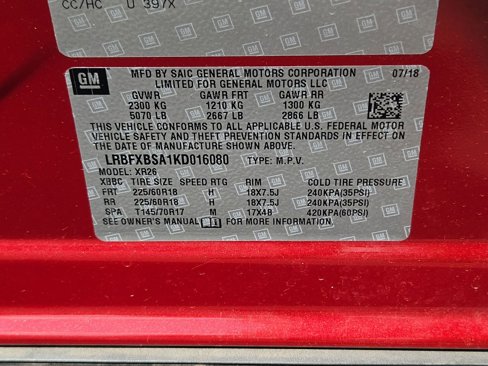 CC/HC U 397X
GM
MFD BY SAIC GENERAL MOTORS CORPORATION 07/18
LIMITED FOR GENERAL MOTORS LLC
GVWR GAWR FRT GAWR RR
2300 KG 1210 KG 1300 KG
5070 LB 2667 LB 2866 LB
THIS VEHICLE CONFORMS TO ALL APPLICABLE U.S. FEDERAL MOTOR
VEHICLE SAFETY AND THEFT PREVENTION STANDARDS IN EFFECT ON
THE DATE OF MANUFACTURE SHOWN ABOVE.
LRBFXBSA1KD016080 TYPE: M.P.V.
MODEL: XR26
XBBC TIRE SIZE SPEED RTG RIM COLD TIRE PRESSURE
FRT 225/60R18 H 18X7.5J 240KPA(35PSI)
RR 225/60R18 H 18X7.5J 240KPA(35PSI)
SPA T145/70R17 M 17X4B 420KPA(60PSI)
SEE OWNER'S MANUAL FOR MORE INFORMATION.